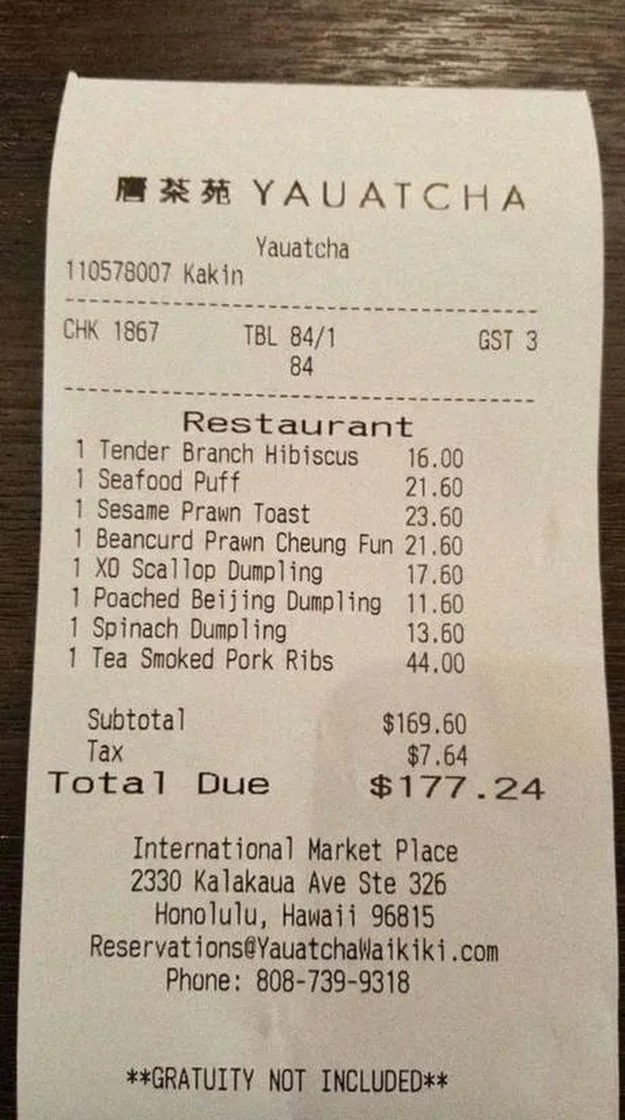 唐茶苑 YAUATCHA
Yauatcha
110578007 Kakin
CHK 1867 TBL 84/1 GST 3
84
Restaurant
1 Tender Branch Hibiscus 16.00
1 Seafood Puff 21.60
1 Sesame Prawn Toast 23.60
1 Beancurd Prawn Cheung Fun 21.60
1 XO Scallop Dumpling 17.60
1 Poached Beijing Dumpling 11.60
1 Spinach Dumpling 13.60
1 Tea Smoked Pork Ribs 44.00
Subtotal $169.60
Tax $7.64
Total Due $177.24
International Market Place
2330 Kalakaua Ave Ste 326
Honolulu, Hawaii 96815
Reservations@YauatchaWaikiki.com
Phone: 808-739-9318
**GRATUITY NOT INCLUDED**